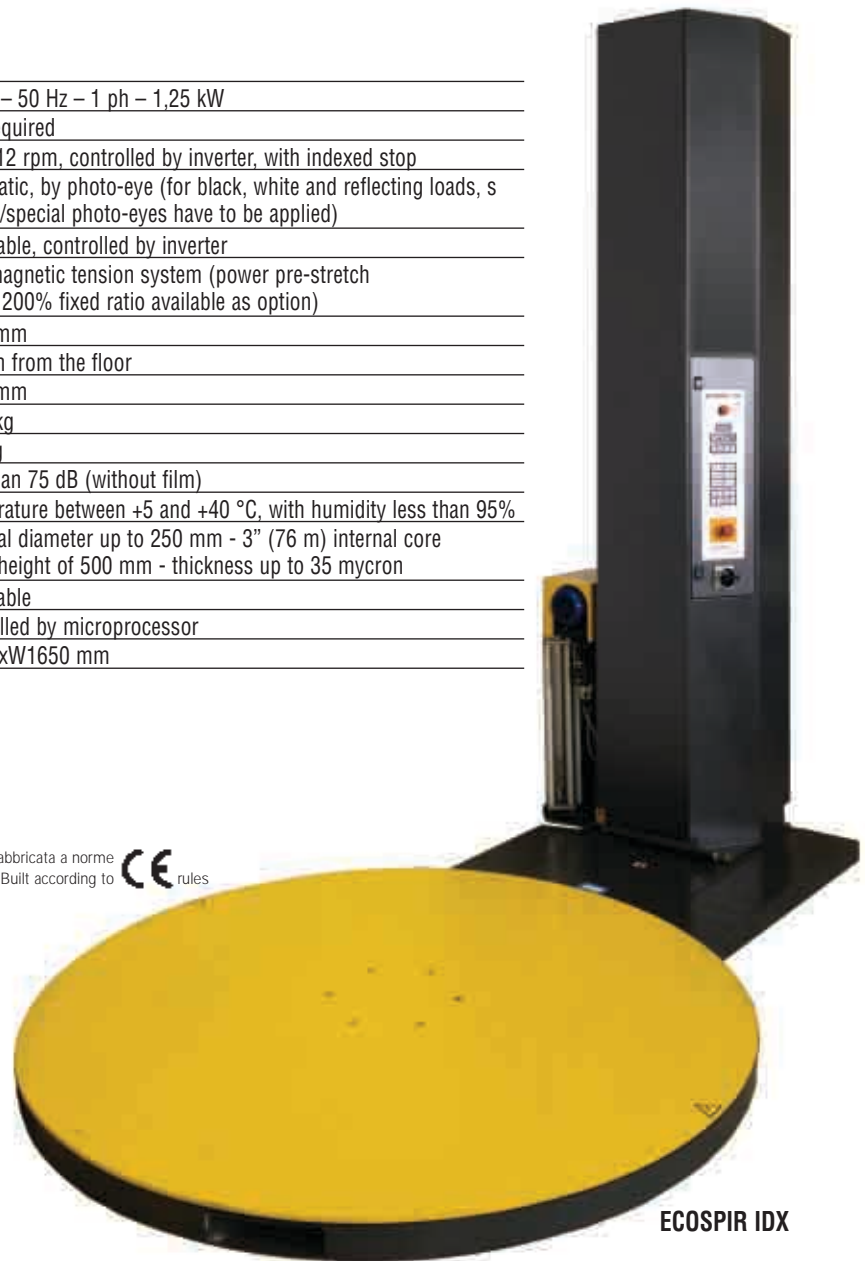 – 50 Hz – 1 ph – 1,25 kW
quired
12 rpm, controlled by inverter, with indexed stop
atic, by photo-eye (for black, white and reflecting loads, s
/special photo-eyes have to be applied)
able, controlled by inverter
nagnetic tension system (power pre-stretch
200% fixed ratio available as option)
mm
n from the floor
mm
kg
g
an 75 dB (without film)
rature between +5 and +40 °C, with humidity less than 95%
al diameter up to 250 mm - 3” (76 m) internal core
height of 500 mm - thickness up to 35 mycron
able
lled by microprocessor
xW1650 mm
abbricata a norme
Built according to CE rules
ECOSPIR IDX